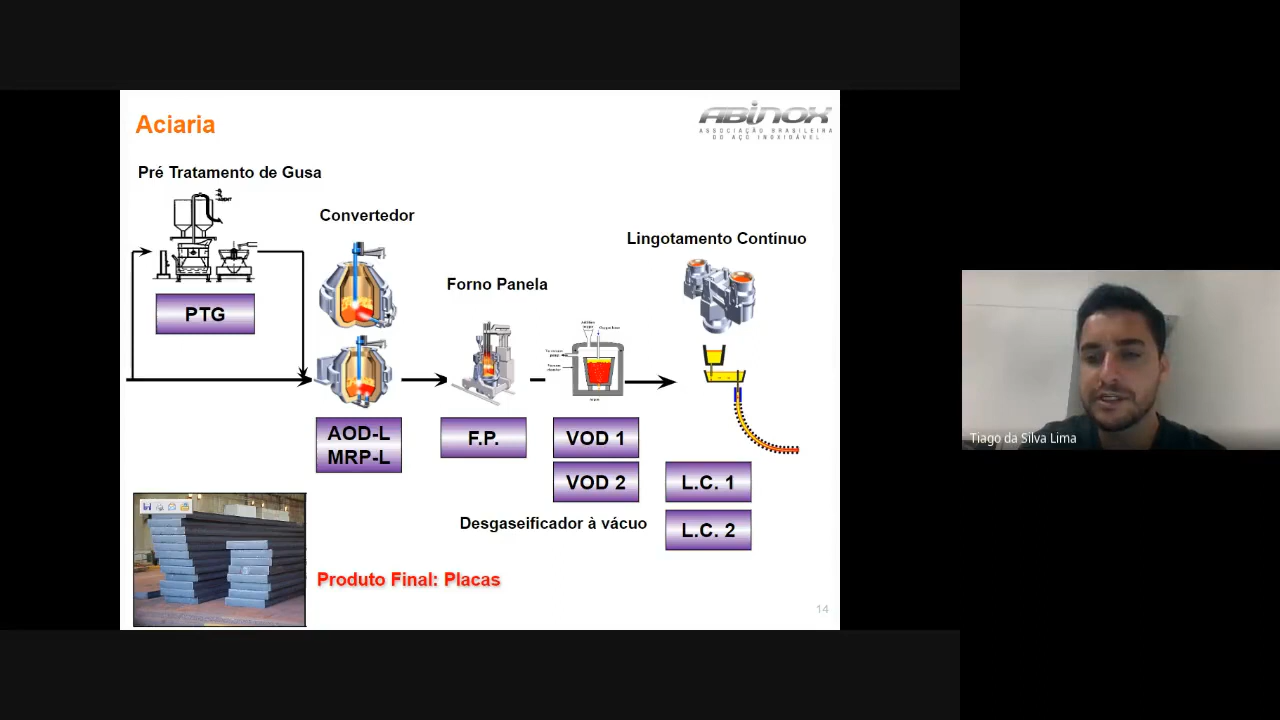 Aciaria
ABINOX
ASSOCIAÇÃO BRASILEIRA
DO AÇO INOXIDÁVEL
Pré Tratamento de Gusa
Convertedor
Lingotamento Contínuo
Forno Panela
PTG
AOD-L
MRP-L
F.P.
VOD 1
VOD 2
L.C. 1
L.C. 2
Desgaseificador à vácuo
Produto Final: Placas
14
Tiago da Silva Lima